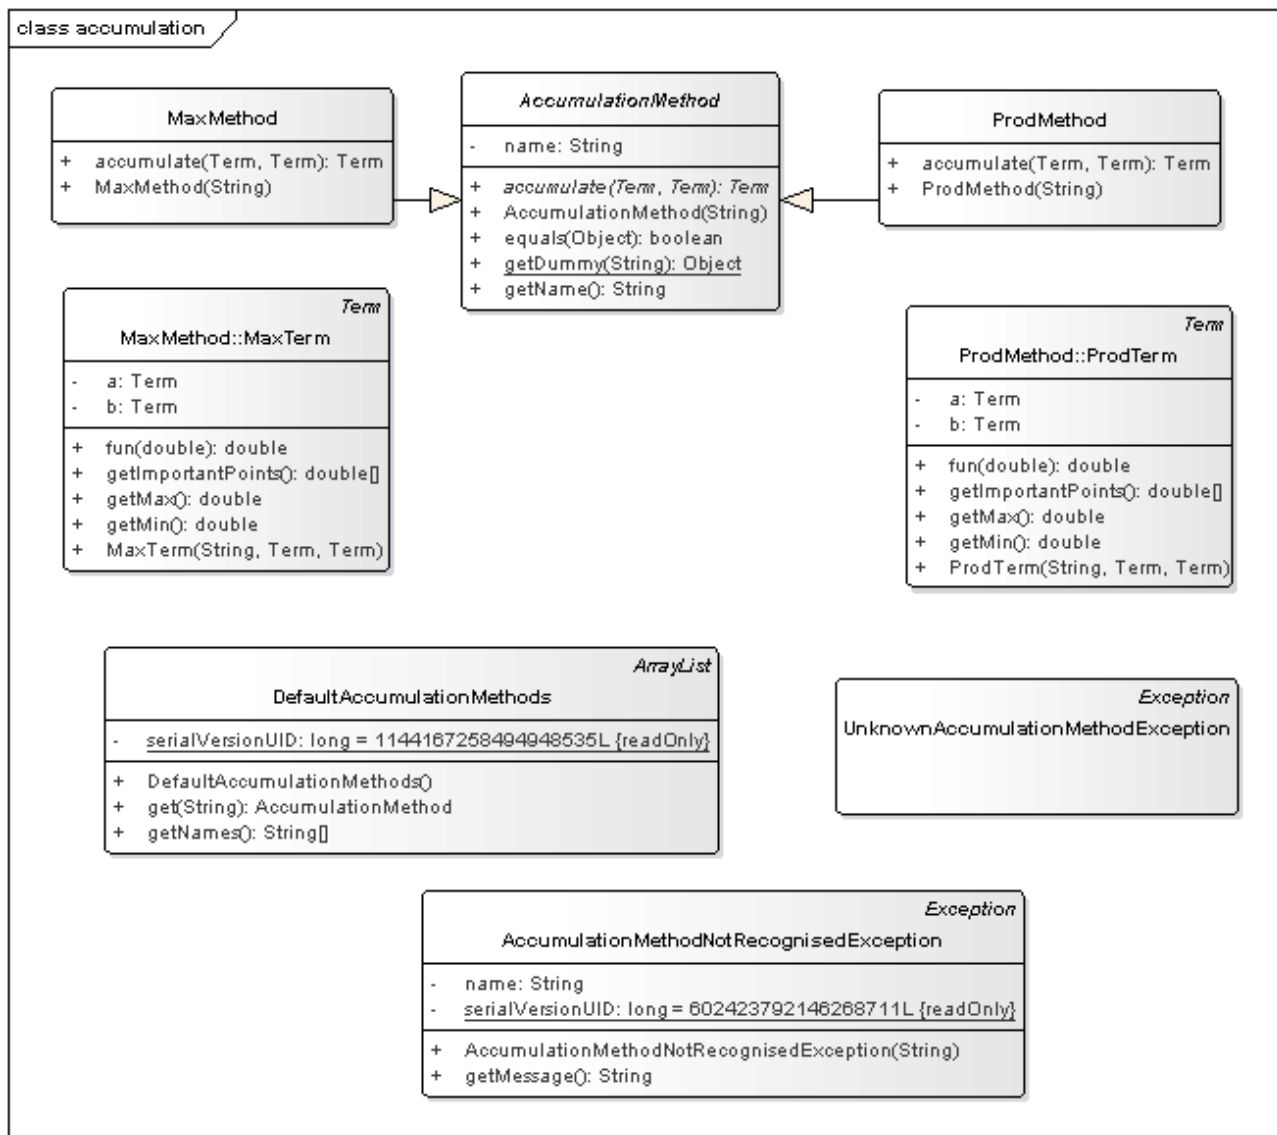 class accumulation
MaxMethod
+ accumulate(Term, Term): Term
+ MaxMethod(String)
AccumulationMethod
- name: String
+ accumulate(Term, Term): Term
+ AccumulationMethod(String)
+ equals(Object): boolean
+ getDummy(String): Object
+ getName(): String
ProdMethod
+ accumulate(Term, Term): Term
+ ProdMethod(String)
Term
MaxMethod::MaxTerm
- a: Term
- b: Term
+ fun(double): double
+ getImportantPoints(): double[]
+ getMax(): double
+ getMin(): double
+ MaxTerm(String, Term, Term)
Term
ProdMethod::ProdTerm
- a: Term
- b: Term
+ fun(double): double
+ getImportantPoints(): double[]
+ getMax(): double
+ getMin(): double
+ ProdTerm(String, Term, Term)
ArrayList
DefaultAccumulationMethods
- serialVersionUID: long = 1144167258494948535L {readOnly}
+ DefaultAccumulationMethods()
+ get(String): AccumulationMethod
+ getNames(): String[]
Exception
UnknownAccumulationMethodException
Exception
AccumulationMethodNotRecognisedException
- name: String
- serialVersionUID: long = 602423792146268711L {readOnly}
+ AccumulationMethodNotRecognisedException(String)
+ getMessage(): String